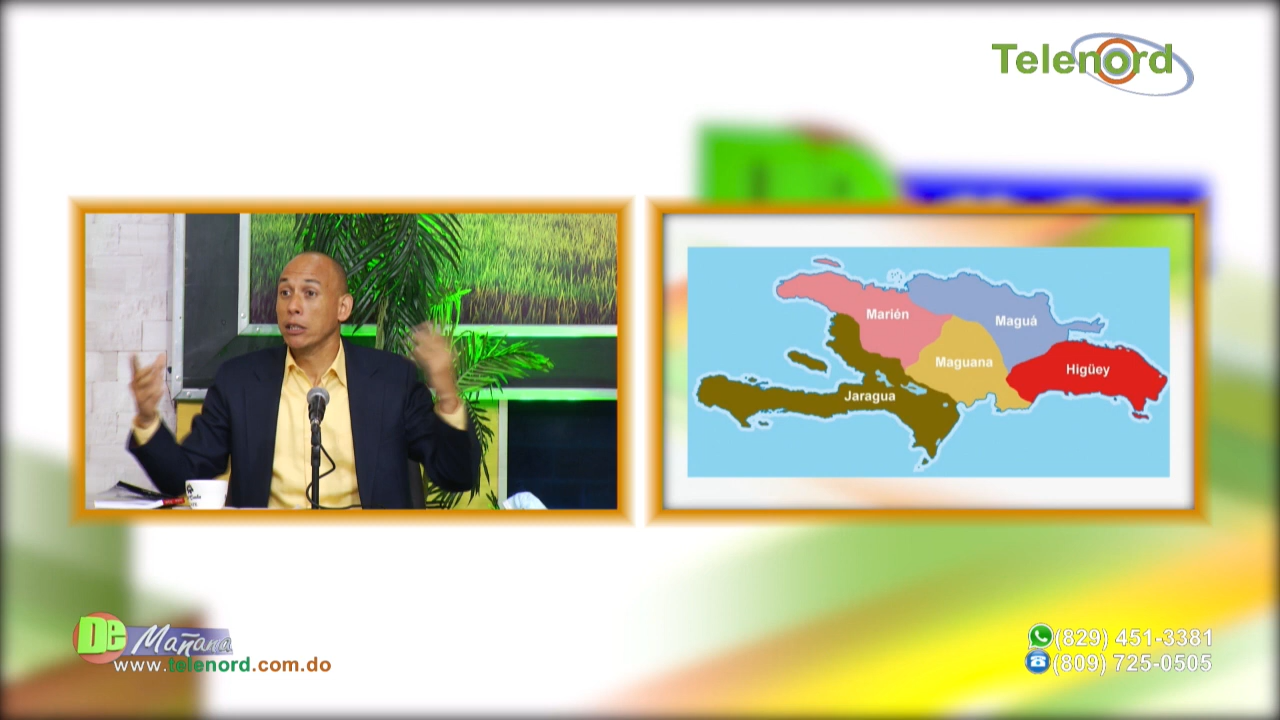 Telenord
Marién
Maguá
Maguana
Higüey
Jaragua
De Mañana
www.telenord.com.do
(829) 451-3381
(809) 725-0505